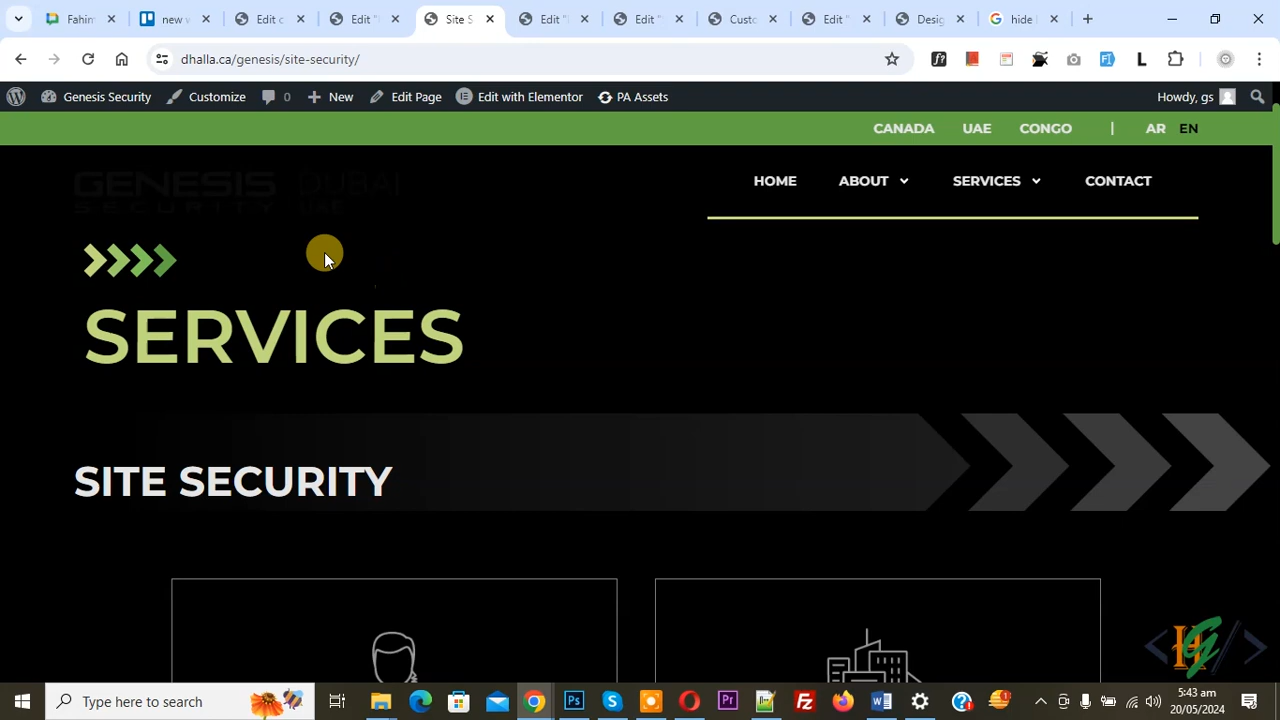 Fahin
new v
Edit c
Edit "
Site S
Edit "
Edit "
Custo
Edit "
Desig
hide
dhalla.ca/genesis/site-security/
Genesis Security
Customize
0
New
Edit Page
Edit with Elementor
PA Assets
Howdy, gs
CANADA UAE CONGO | AR EN
GENESIS DUBAI
SECURITY UAE
HOME ABOUT SERVICES CONTACT
SERVICES
SITE SECURITY
Type here to search
5:43 am
20/05/2024